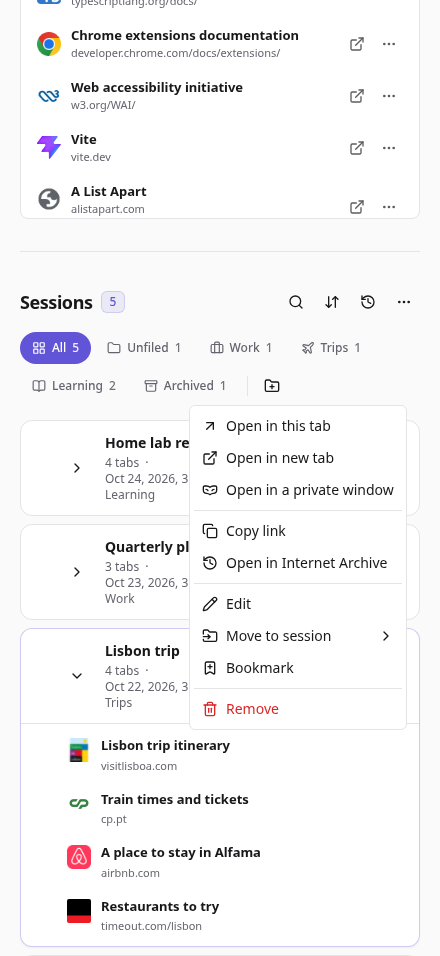 typescriptlang.org/docs/
Chrome extensions documentation
developer.chrome.com/docs/extensions/
Web accessibility initiative
w3.org/WAI/
Vite
vite.dev
A List Apart
alistapart.com
Sessions 5
All 5 Unfiled 1 Work 1 Trips 1
Learning 2 Archived 1
Home lab re
4 tabs ·
Oct 24, 2026, 3
Learning
Quarterly pl
3 tabs ·
Oct 23, 2026, 3
Work
Lisbon trip
4 tabs ·
Oct 22, 2026, 3
Trips
Open in this tab
Open in new tab
Open in a private window
Copy link
Open in Internet Archive
Edit
Move to session
Bookmark
Remove
Lisbon trip itinerary
visitlisboa.com
Train times and tickets
cp.pt
A place to stay in Alfama
airbnb.com
Restaurants to try
timeout.com/lisbon